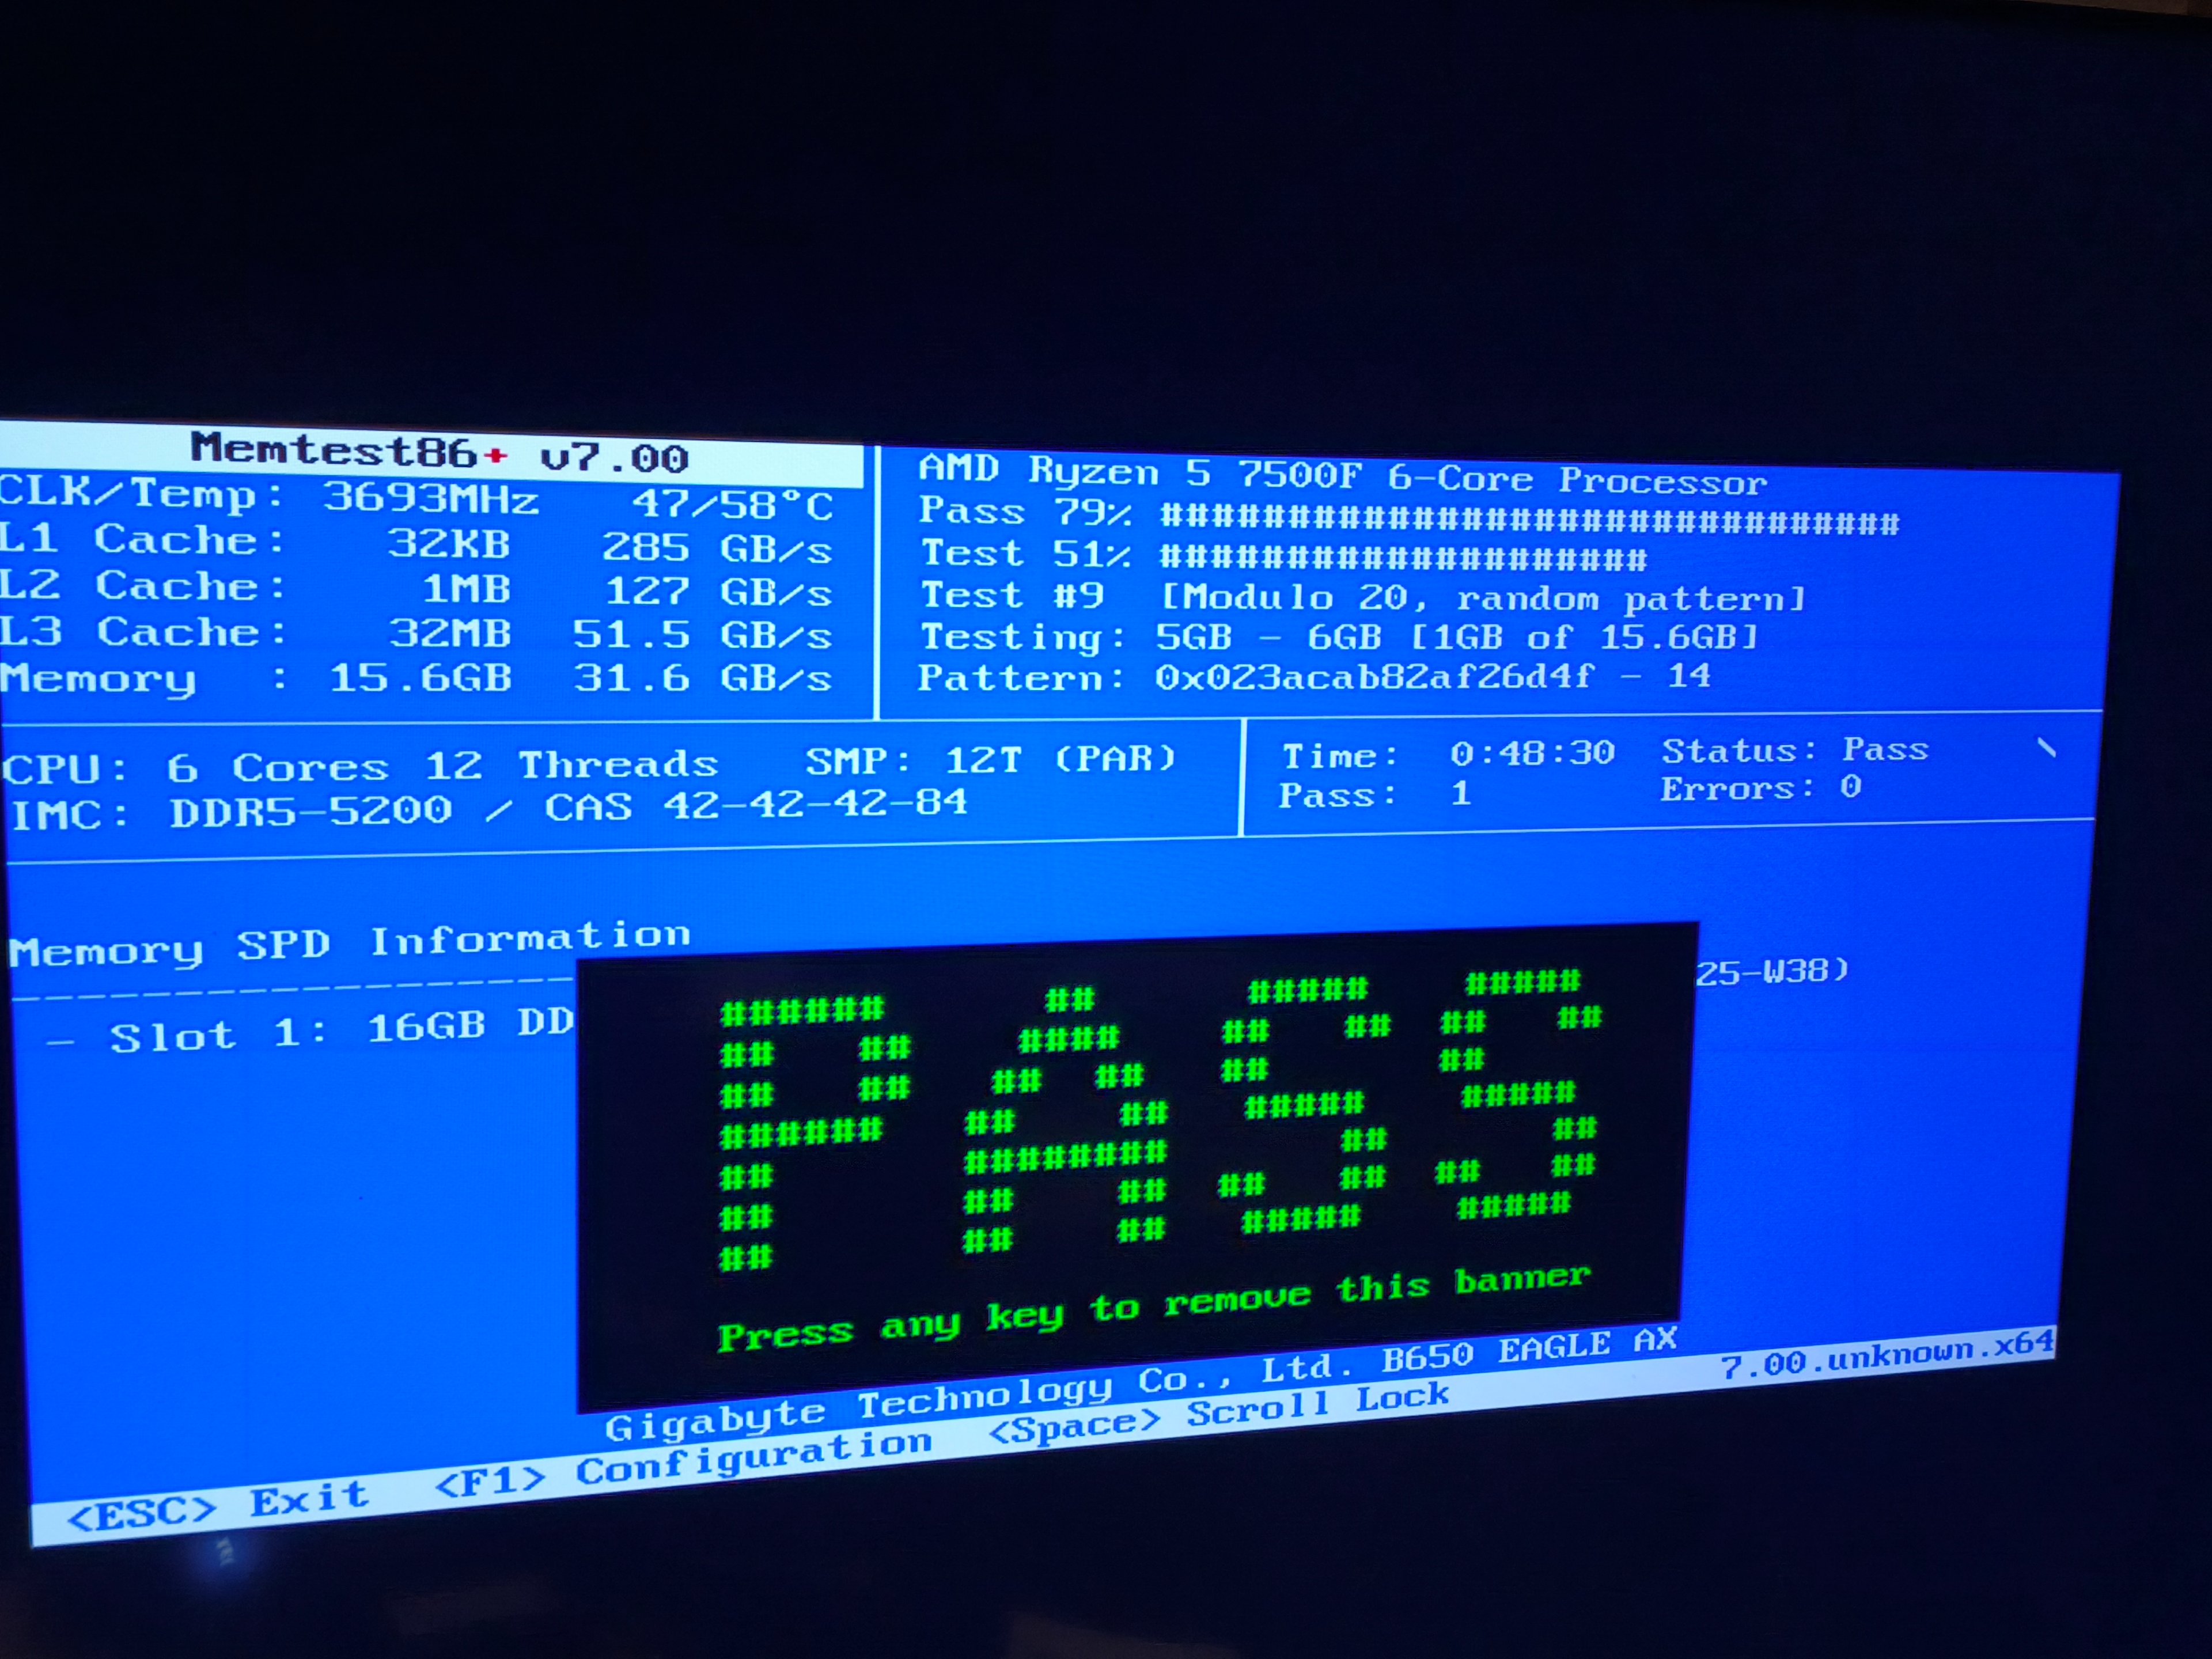 Memtest86+ v7.00
CLK/Temp: 3693MHz 47/58°C
L1 Cache: 32KB 285 GB/s
L2 Cache: 1MB 127 GB/s
L3 Cache: 32MB 51.5 GB/s
Memory : 15.6GB 31.6 GB/s
AMD Ryzen 5 7500F 6-Core Processor
Pass 79% #############################
Test 51% ###################
Test #9 [Modulo 20, random pattern]
Testing: 5GB - 6GB [1GB of 15.6GB]
Pattern: 0x023acab82af26d4f - 14
CPU: 6 Cores 12 Threads SMP: 12T (PAR)
IMC: DDR5-5200 / CAS 42-42-42-84
Time: 0:48:30 Status: Pass \
Pass: 1 Errors: 0
Memory SPD Information
----------------------
- Slot 1: 16GB DD
25-W38)
PASS
Press any key to remove this banner
Gigabyte Technology Co., Ltd. B650 EAGLE AX
<ESC> Exit <F1> Configuration <Space> Scroll Lock 7.00.unknown.x64